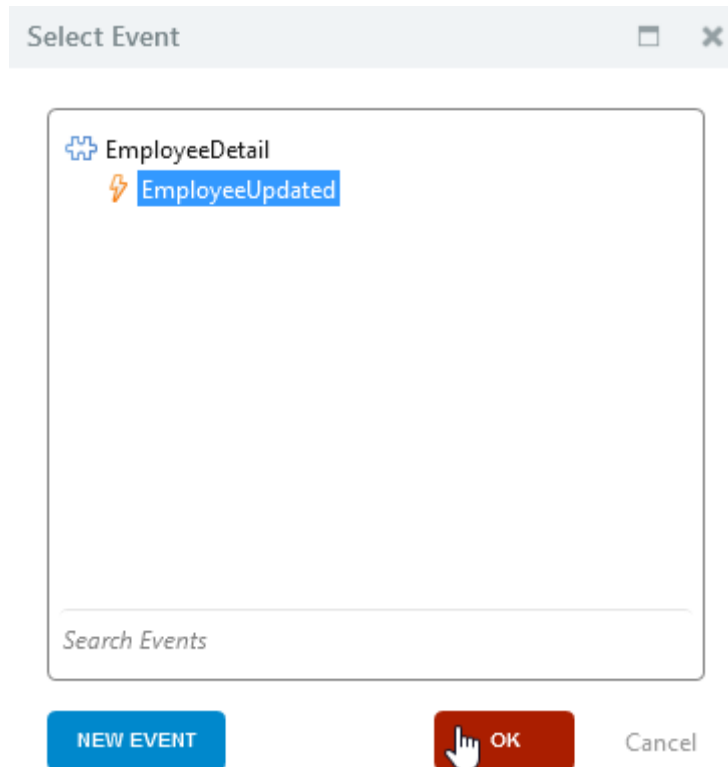 Select Event
EmployeeDetail
EmployeeUpdated
Search Events
NEW EVENT OK Cancel